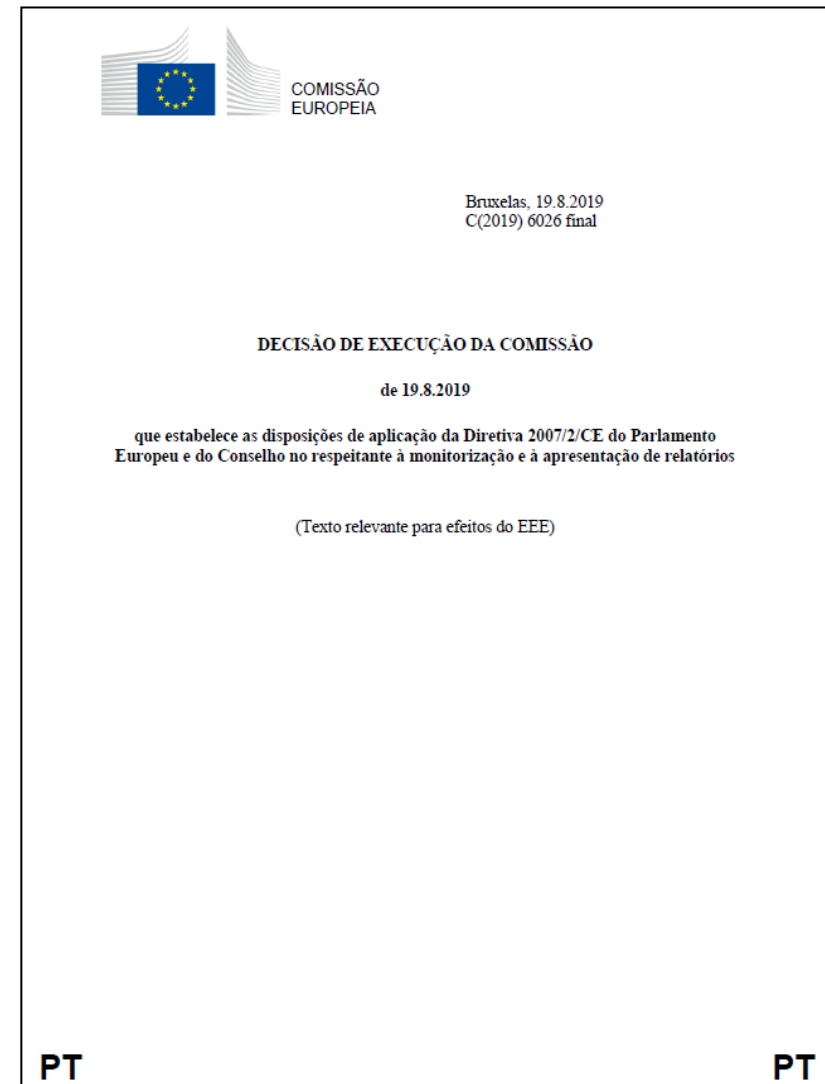 COMISSÃO
EUROPEIA
Bruxelas, 19.8.2019
C(2019) 6026 final
DECISÃO DE EXECUÇÃO DA COMISSÃO
de 19.8.2019
que estabelece as disposições de aplicação da Diretiva 2007/2/CE do Parlamento
Europeu e do Conselho no respeitante à monitorização e à apresentação de relatórios
(Texto relevante para efeitos do EEE)
PT PT